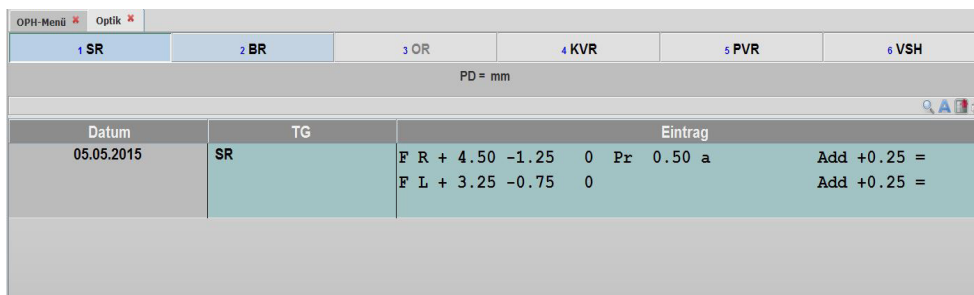 OPH-Menü Optik
1 SR 2 BR 3 OR 4 KVR 5 PVR 6 VSH
PD = mm
A
Datum TG Eintrag
05.05.2015 SR F R + 4.50 -1.25 0 Pr 0.50 a Add +0.25 =
F L + 3.25 -0.75 0 Add +0.25 =